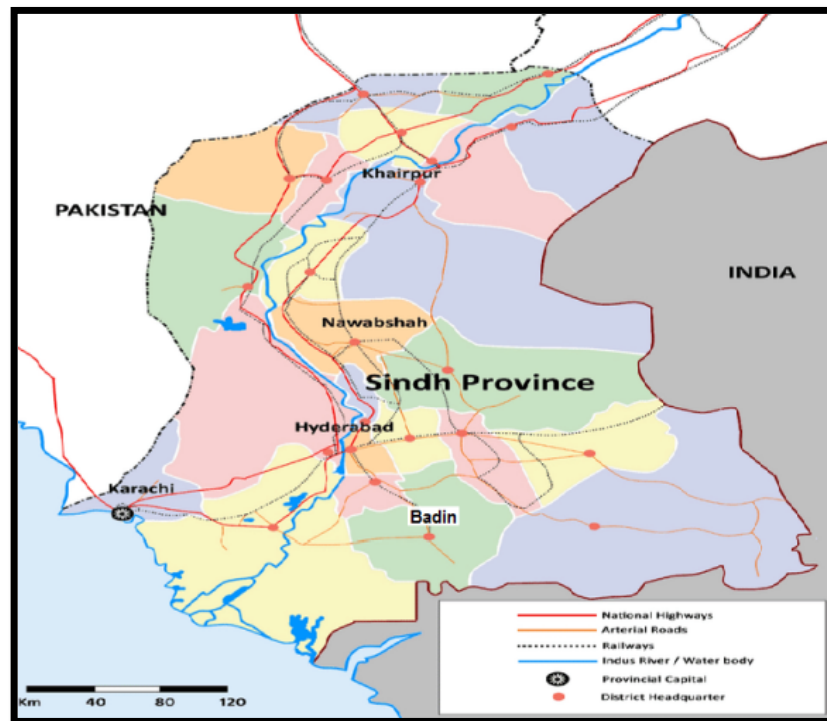 Khairpur
PAKISTAN
INDIA
Nawabshah
Sindh Province
Hyderabad
Karachi
Badin
National Highways
Arterial Roads
Railways
Indus River / Water body
Provincial Capital
District Headquarter
Km 40 80 120